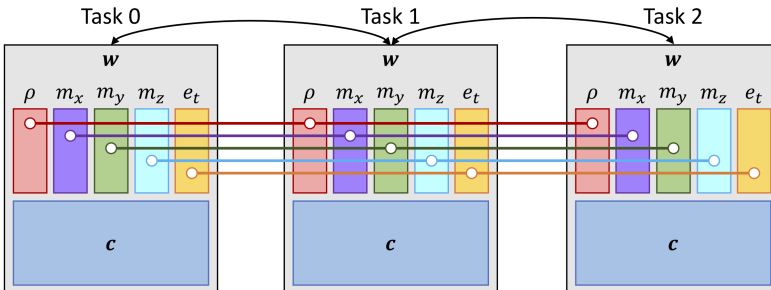 Task 0 Task 1 Task 2
w w w
ρ m_x m_y m_z e_t ρ m_x m_y m_z e_t ρ m_x m_y m_z e_t
c c c